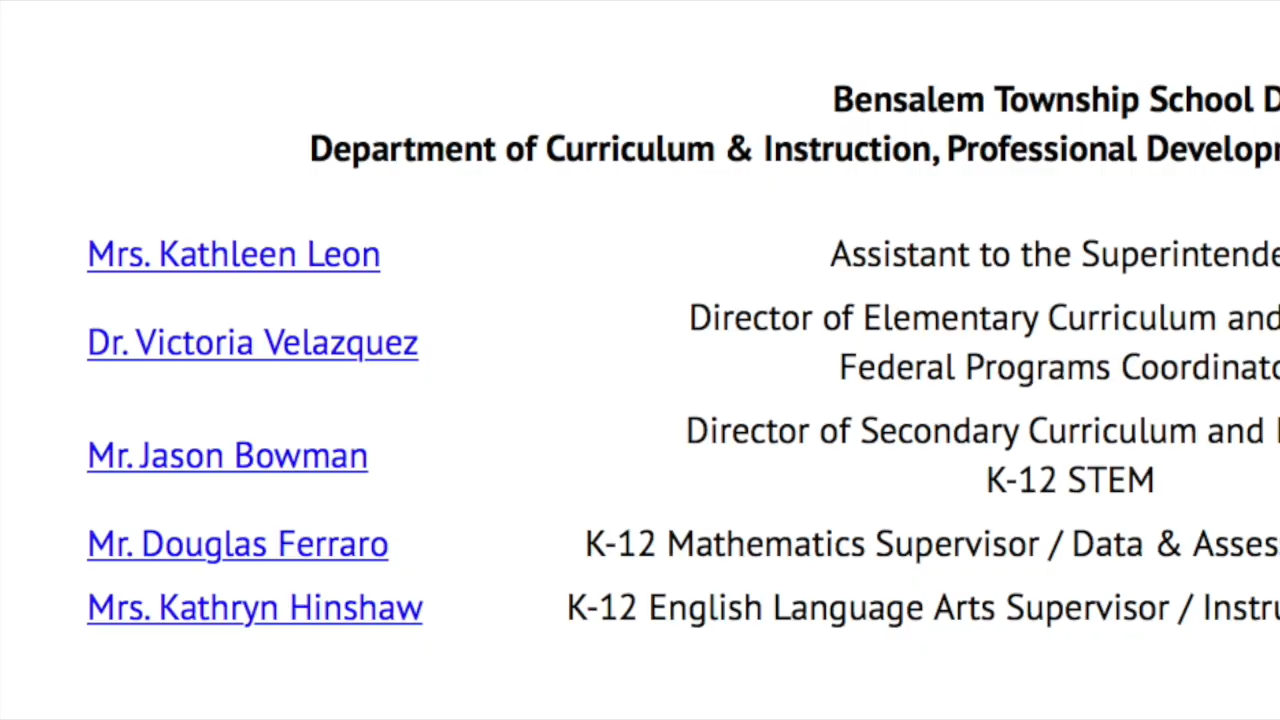 Bensalem Township School D
Department of Curriculum & Instruction, Professional Develop
Mrs. Kathleen Leon Assistant to the Superintende
Dr. Victoria Velazquez Director of Elementary Curriculum and
Federal Programs Coordinato
Mr. Jason Bowman Director of Secondary Curriculum and
K-12 STEM
Mr. Douglas Ferraro K-12 Mathematics Supervisor / Data & Asses
Mrs. Kathryn Hinshaw K-12 English Language Arts Supervisor / Instru